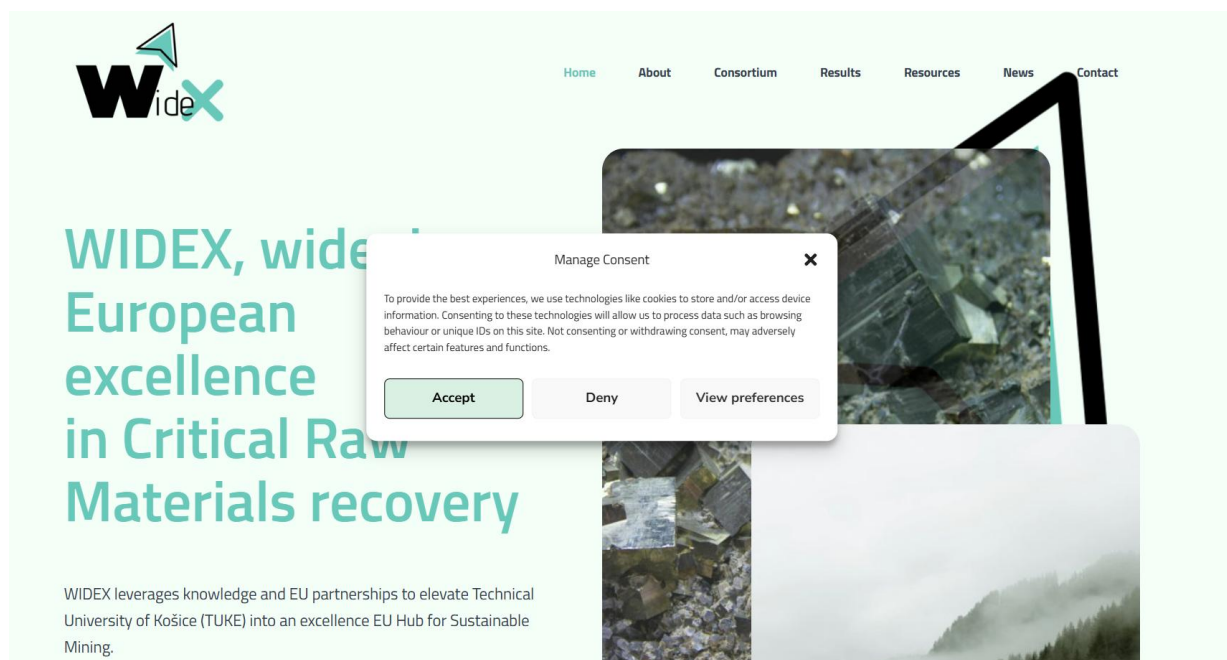 WideX
Home About Consortium Results Resources News Contact
WIDEX,
European
excellence
in Critical Raw
Materials recovery
Manage Consent
To provide the best experiences, we use technologies like cookies to store and/or access device
information. Consenting to these technologies will allow us to process data such as browsing
behaviour or unique IDs on this site. Not consenting or withdrawing consent, may adversely
affect certain features and functions.
Accept Deny View preferences
WIDEX leverages knowledge and EU partnerships to elevate Technical
University of Košice (TUKE) into an excellence EU Hub for Sustainable
Mining.